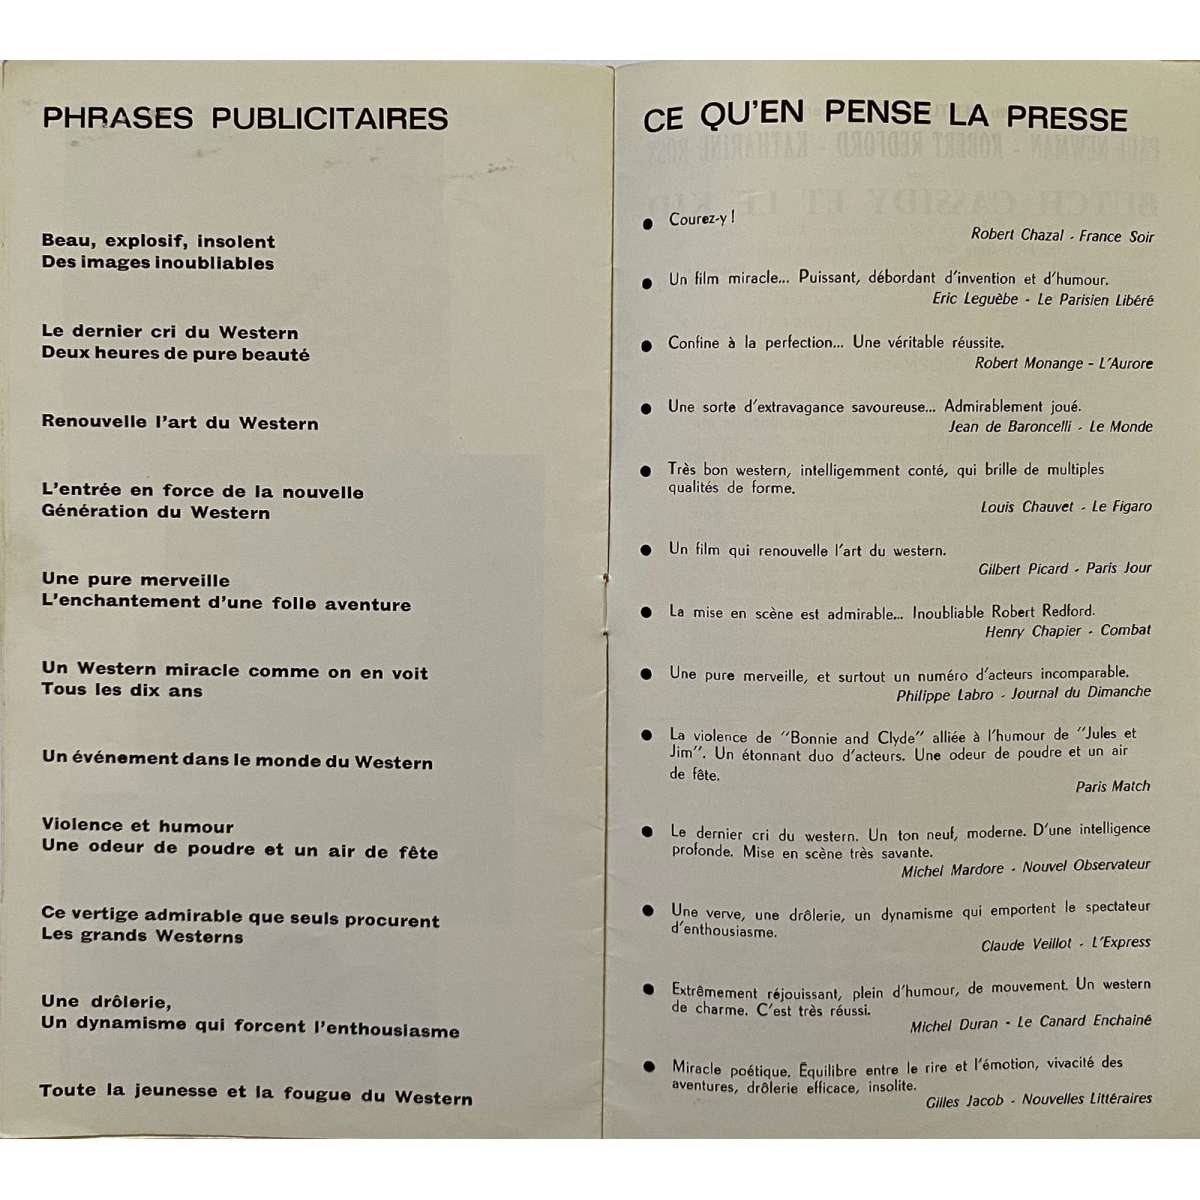 PHRASES PUBLICITAIRES
Beau, explosif, insolent
Des images inoubliables
Le dernier cri du Western
Deux heures de pure beauté
Renouvelle l'art du Western
L'entrée en force de la nouvelle
Génération du Western
Une pure merveille
L'enchantement d'une folle aventure
Un Western miracle comme on en voit
Tous les dix ans
Un événement dans le monde du Western
Violence et humour
Une odeur de poudre et un air de fête
Ce vertige admirable que seuls procurent
Les grands Westerns
Une drôlerie,
Un dynamisme qui forcent l'enthousiasme
Toute la jeunesse et la fougue du Western
CE QU'EN PENSE LA PRESSE
● Courez-y !
Robert Chazal - France Soir
● Un film miracle... Puissant, débordant d'invention et d'humour.
Eric Leguèbe - Le Parisien Libéré
● Confine à la perfection... Une véritable réussite.
Robert Monange - L'Aurore
● Une sorte d'extravagance savoureuse... Admirablement joué.
Jean de Baroncelli - Le Monde
● Très bon western, intelligemment conté, qui brille de multiples
qualités de forme.
Louis Chauvet - Le Figaro
● Un film qui renouvelle l'art du western.
Gilbert Picard - Paris Jour
● La mise en scène est admirable... Inoubliable Robert Redford.
Henry Chapier - Combat
● Une pure merveille, et surtout un numéro d'acteurs incomparable.
Philippe Labro - Journal du Dimanche
● La violence de "Bonnie and Clyde" alliée à l'humour de "Jules et
Jim". Un étonnant duo d'acteurs. Une odeur de poudre et un air
de fête.
Paris Match
● Le dernier cri du western. Un ton neuf, moderne. D'une intelligence
profonde. Mise en scène très savante.
Michel Mardore - Nouvel Observateur
● Une verve, une drôlerie, un dynamisme qui emportent le spectateur
d'enthousiasme.
Claude Veillot - L'Express
● Extrêmement réjouissant, plein d'humour, de mouvement. Un western
de charme. C'est très réussi.
Michel Duran - Le Canard Enchainé
● Miracle poétique. Équilibre entre le rire et l'émotion, vivacité des
aventures, drôlerie efficace, insolite.
Gilles Jacob - Nouvelles Littéraires